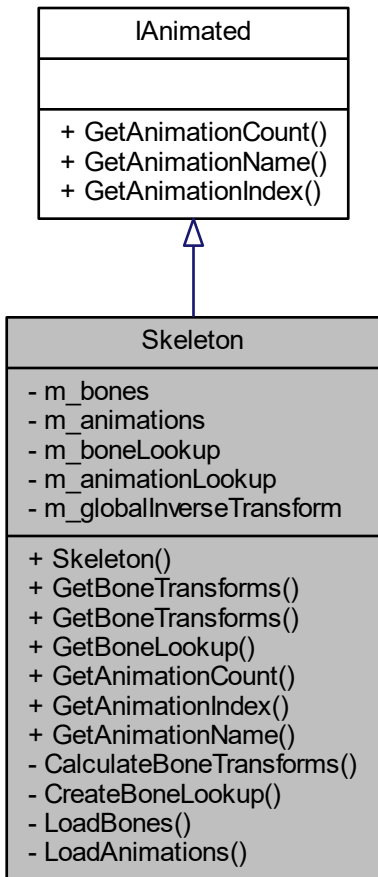 IAnimated
+ GetAnimationCount()
+ GetAnimationName()
+ GetAnimationIndex()
Skeleton
- m_bones
- m_animations
- m_boneLookup
- m_animationLookup
- m_globalInverseTransform
+ Skeleton()
+ GetBoneTransforms()
+ GetBoneTransforms()
+ GetBoneLookup()
+ GetAnimationCount()
+ GetAnimationIndex()
+ GetAnimationName()
- CalculateBoneTransforms()
- CreateBoneLookup()
- LoadBones()
- LoadAnimations()